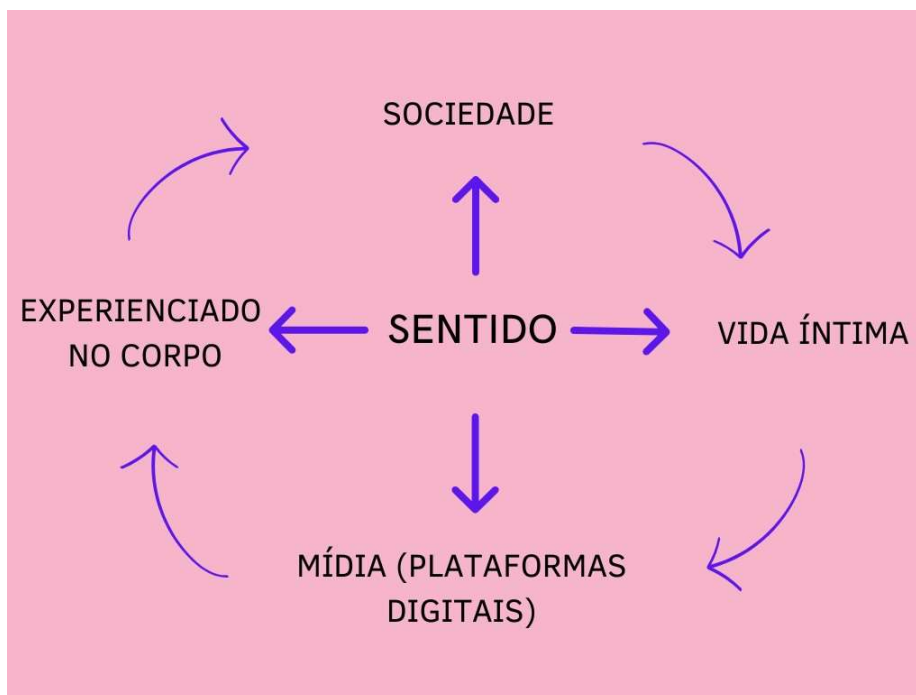 SOCIEDADE
EXPERIENCIADO
NO CORPO
SENTIDO
VIDA ÍNTIMA
MÍDIA (PLATAFORMAS
DIGITAIS)